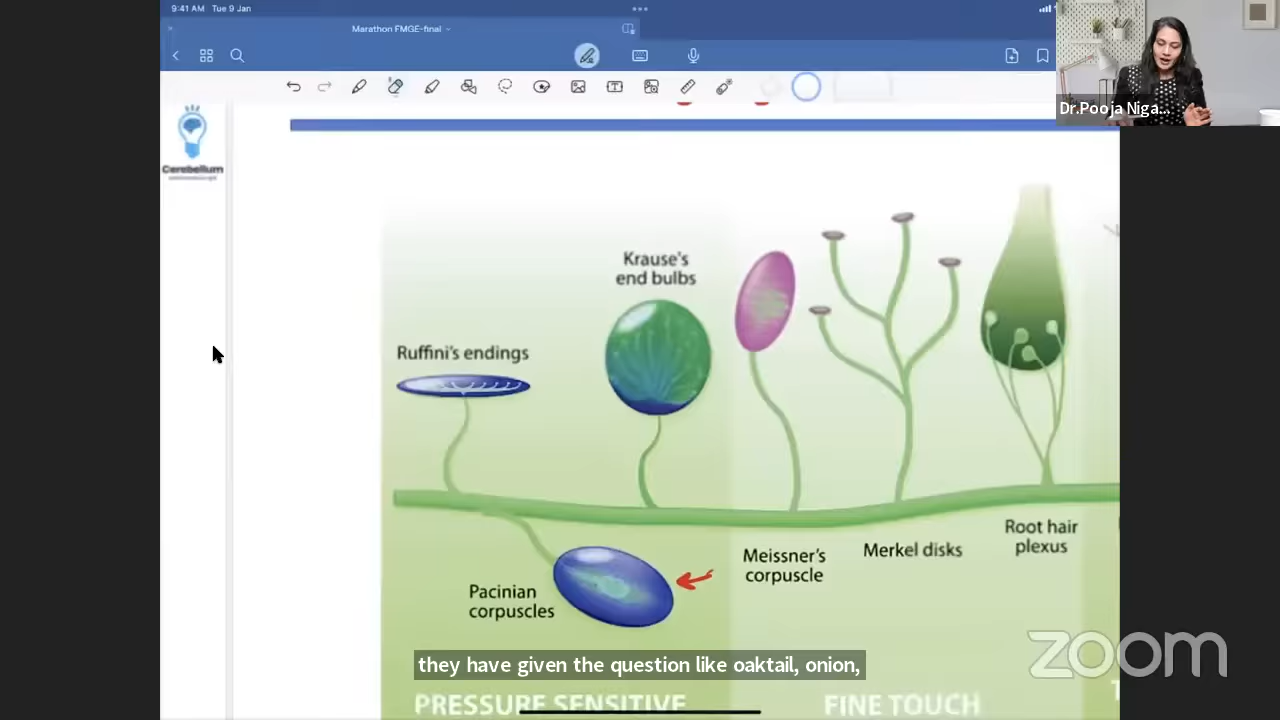 9:41 AM Tue 9 Jan
Marathon FMGE-final
Dr.Pooja Niga...
Cerebellum
Krause's
end bulbs
Ruffini's endings
Root hair
plexus
Meissner's
corpuscle
Merkel disks
Pacinian
corpuscles
they have given the question like oaktail, onion,
zoom
PRESSURE SENSITIVE
FINE TOUCH
T